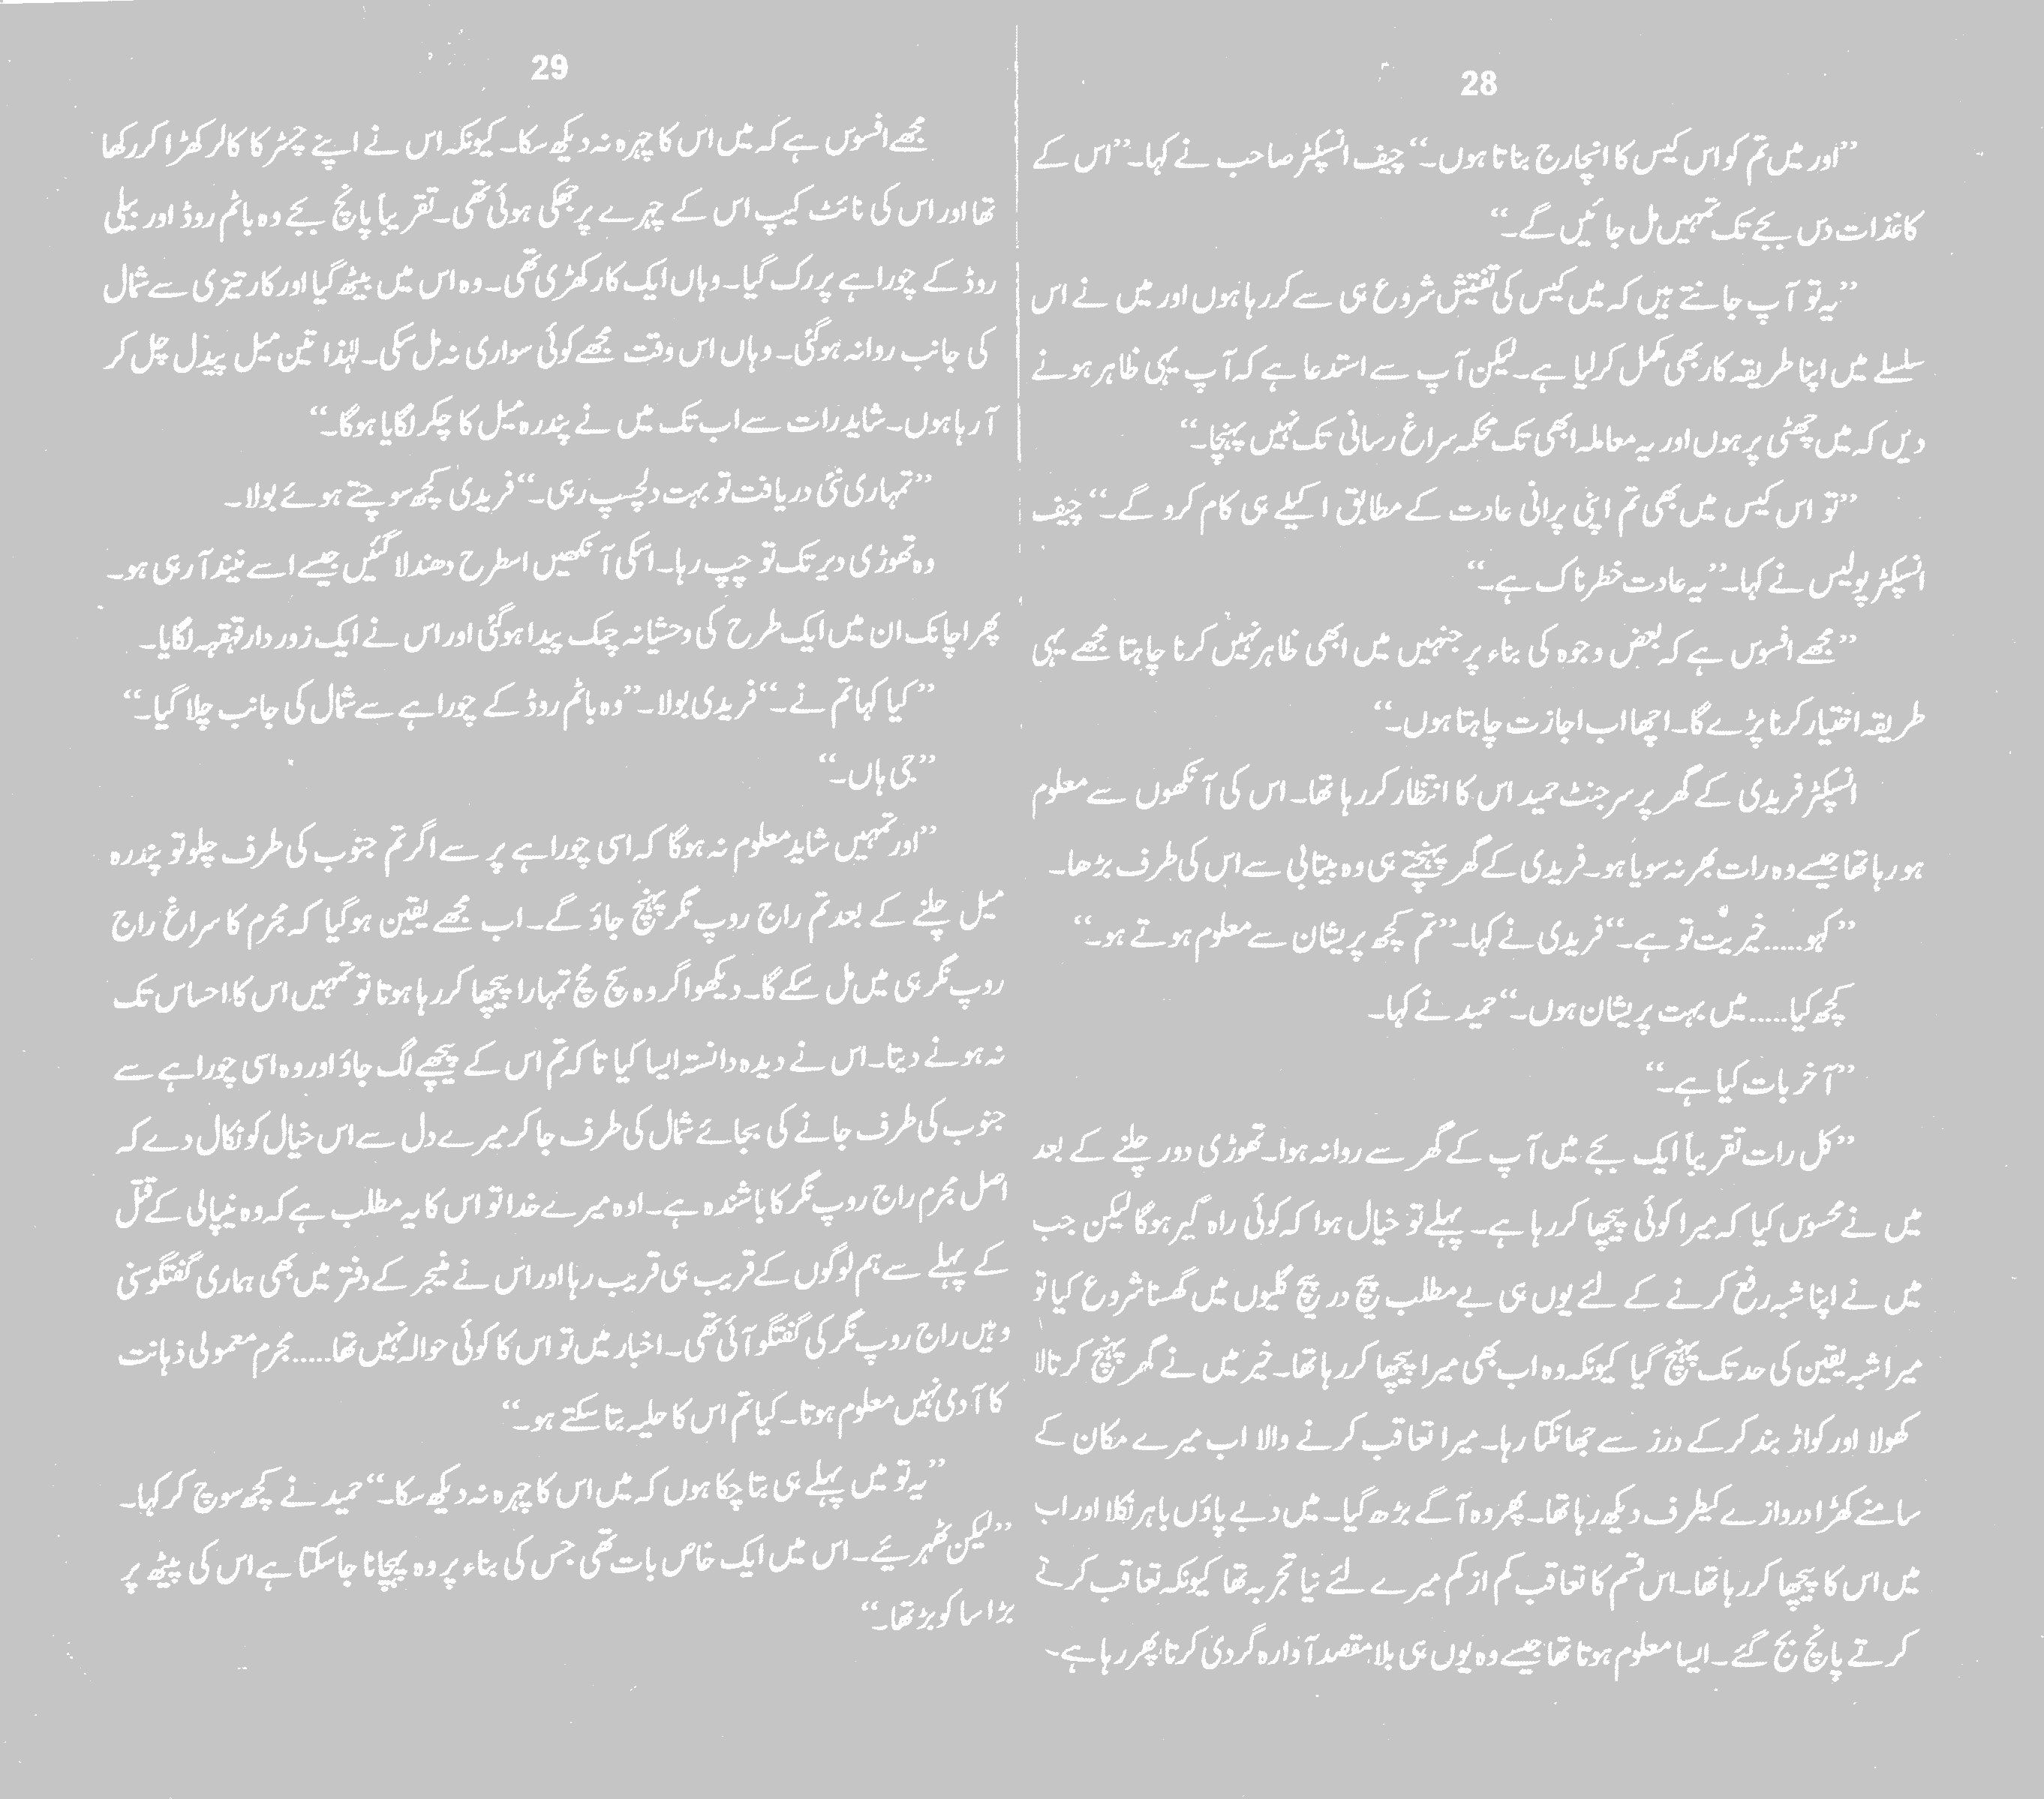 28
”اور میں تم کو اس کیس کا انچارج بناتا ہوں۔“ چیف انسپکٹر صاحب نے کہا۔ ”اس کے
کاغذات دس بجے تک تمہیں مل جائیں گے۔“
”یہ تو آپ جانتے ہیں کہ میں کیس کی تفتیش شروع ہی سے کر رہا ہوں اور میں نے اس
سلسلے میں اپنا طریقہ کار بھی مکمل کر لیا ہے۔ لیکن آپ سے استدعا ہے کہ آپ یہی ظاہر ہونے
دیں کہ میں چھٹی پر ہوں اور یہ معاملہ ابھی تک محکمہ سراغ رسانی تک نہیں پہنچا۔“
”تو اس کیس میں بھی تم اپنی پرانی عادت کے مطابق اکیلے ہی کام کرو گے۔“ چیف
انسپکٹر پولیس نے کہا۔ ”یہ عادت خطرناک ہے۔“
”مجھے افسوس ہے کہ بعض وجوہ کی بناء پر جنہیں میں ابھی ظاہر نہیں کرنا چاہتا مجھے یہی
طریقہ اختیار کرنا پڑے گا۔ اچھا اب اجازت چاہتا ہوں۔“
انسپکٹر فریدی کے گھر پر سرجنٹ حمید اس کا انتظار کر رہا تھا۔ اس کی آنکھوں سے معلوم
ہو رہا تھا جیسے وہ رات بھر نہ سویا ہو۔ فریدی کے گھر پہنچتے ہی وہ بیتابی سے اس کی طرف بڑھا۔
”کہو......خیریت تو ہے۔“ فریدی نے کہا۔ ”تم کچھ پریشان سے معلوم ہوتے ہو۔“
کچھ کیا......میں بہت پریشان ہوں۔“ حمید نے کہا۔
”آخر بات کیا ہے۔“
”کل رات تقریباً ایک بجے میں آپ کے گھر سے روانہ ہوا۔ تھوڑی دور چلنے کے بعد
میں نے محسوس کیا کہ میرا کوئی پیچھا کر رہا ہے۔ پہلے تو خیال ہوا کہ کوئی راہ گیر ہوگا لیکن جب
میں نے اپنا شبہ رفع کرنے کے لئے یوں ہی بے مطلب پیچ در پیچ گلیوں میں گھسنا شروع کیا تو
میرا شبہ یقین کی حد تک پہنچ گیا کیونکہ وہ اب بھی میرا پیچھا کر رہا تھا۔ خیر میں نے گھر پہنچ کر تالا
کھولا اور کواڑ بند کر کے درز سے جھانکتا رہا۔ میرا تعاقب کرنے والا اب میرے مکان کے
سامنے کھڑا دروازے کیطرف دیکھ رہا تھا۔ پھر وہ آگے بڑھ گیا۔ میں دبے پاؤں باہر نکلا اور اب
میں اس کا پیچھا کر رہا تھا۔ اس قسم کا تعاقب کم از کم میرے لئے نیا تجربہ تھا کیونکہ تعاقب کرتے
کرتے پانچ بج گئے۔ ایسا معلوم ہوتا تھا جیسے وہ یوں ہی بلا مقصد آوارہ گردی کرتا پھر رہا ہے۔
29
مجھے افسوس ہے کہ میں اس کا چہرہ نہ دیکھ سکا۔ کیونکہ اس نے اپنے چسٹر کا کالر کھڑا کر رکھا
تھا اور اس کی نائٹ کیپ اس کے چہرے پر جھکی ہوئی تھی۔ تقریباً پانچ بجے وہ باٹم روڈ اور بیلی
روڈ کے چوراہے پر رک گیا۔ وہاں ایک کار کھڑی تھی۔ وہ اس میں بیٹھ گیا اور کار تیزی سے شمال
کی جانب روانہ ہوگئی۔ وہاں اس وقت مجھے کوئی سواری نہ مل سکی۔ لہٰذا تین میل پیدل چل کر
آرہا ہوں۔ شاید رات سے اب تک میں نے پندرہ میل کا چکر لگایا ہوگا۔“
”تمہاری نئی دریافت تو بہت دلچسپ رہی۔“ فریدی کچھ سوچتے ہوئے بولا۔
وہ تھوڑی دیر تک تو چپ رہا۔ اسکی آنکھیں اسطرح دھندلا گئیں جیسے اسے نیند آرہی ہو۔
پھر اچانک ان میں ایک طرح کی وحشیانہ چمک پیدا ہوگئی اور اس نے ایک زوردار قہقہہ لگایا۔
”کیا کہا تم نے۔“ فریدی بولا۔ ”وہ باٹم روڈ کے چوراہے سے شمال کی جانب چلا گیا۔“
”جی ہاں۔“
”اور تمہیں شاید معلوم نہ ہوگا کہ اسی چوراہے پر سے اگر تم جنوب کی طرف چلو تو پندرہ
میل چلنے کے بعد تم راج روپ نگر پہنچ جاؤ گے۔ اب مجھے یقین ہوگیا کہ مجرم کا سراغ راج
روپ نگر ہی میں مل سکے گا۔ دیکھو اگر وہ سچ مچ تمہارا پیچھا کر رہا ہوتا تو تمہیں اس کا احساس تک
نہ ہونے دیتا۔ اس نے دیدہ دانستہ ایسا کیا تاکہ تم اس کے پیچھے لگ جاؤ اور وہ اسی چوراہے سے
جنوب کی طرف جانے کی بجائے شمال کی طرف جا کر میرے دل سے اس خیال کو نکال دے کہ
اصل مجرم راج روپ نگر کا باشندہ ہے۔ اوہ میرے خدا تو اس کا یہ مطلب ہے کہ وہ نیپالی کے قتل
کے پہلے سے ہم لوگوں کے قریب ہی قریب رہا اور اس نے منیجر کے دفتر میں بھی ہماری گفتگو سنی
وہیں راج روپ نگر کی گفتگو آئی تھی۔ اخبار میں تو اس کا کوئی حوالہ نہیں تھا......مجرم معمولی ذہانت
کا آدمی نہیں معلوم ہوتا۔ کیا تم اس کا حلیہ بتا سکتے ہو۔“
”یہ تو میں پہلے ہی بتا چکا ہوں کہ میں اس کا چہرہ نہ دیکھ سکا۔“ حمید نے کچھ سوچ کر کہا۔
”لیکن ٹھہریئے۔ اس میں ایک خاص بات تھی جس کی بناء پر وہ پہچانا جا سکتا ہے اس کی پیٹھ پر
بڑا سا کوبڑ تھا۔“